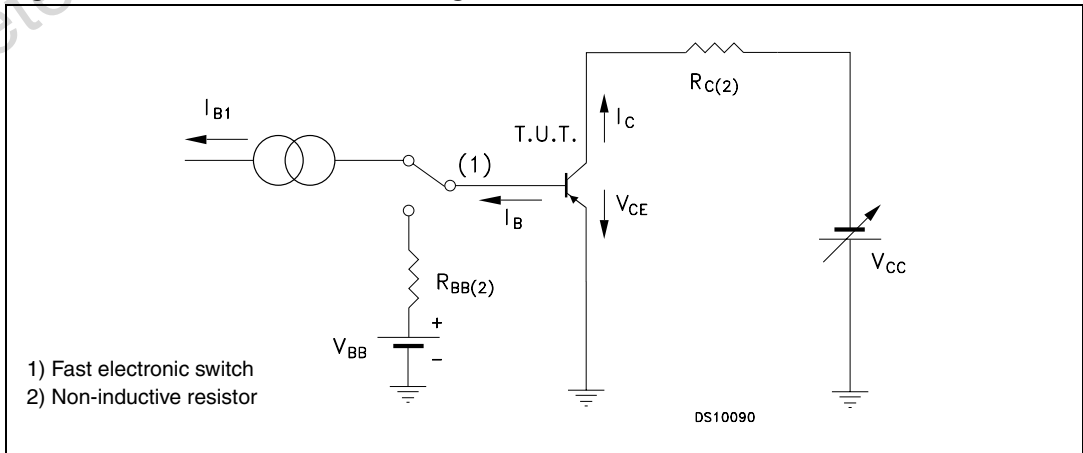 I_B1
T.U.T.
I_C
R_C(2)
(1)
I_B
V_CE
R_BB(2)
V_CC
+
V_BB
−
1) Fast electronic switch
2) Non-inductive resistor
DS10090